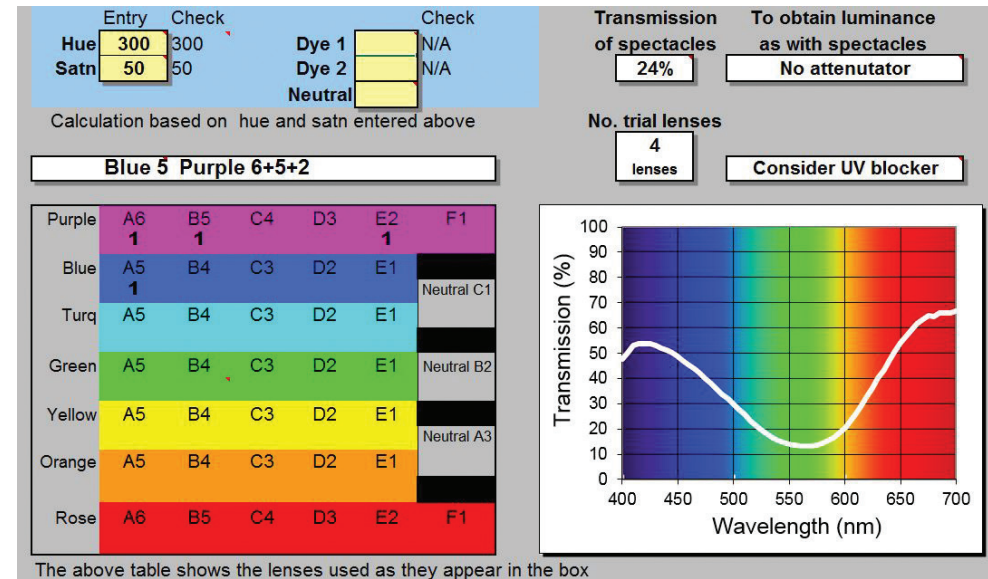 Entry Check Check
Hue 300 300 Dye 1 N/A
Satn 50 50 Dye 2 N/A
Neutral
Calculation based on hue and satn entered above
Transmission To obtain luminance
of spectacles as with spectacles
24% No attenutator
No. trial lenses
4
lenses Consider UV blocker
Blue 5 Purple 6+5+2
Purple A6 B5 C4 D3 E2 F1
1 1 1
Blue A5 B4 C3 D2 E1
1
Neutral C1
Turq A5 B4 C3 D2 E1
Green A5 B4 C3 D2 E1 Neutral B2
Yellow A5 B4 C3 D2 E1
Neutral A3
Orange A5 B4 C3 D2 E1
Rose A6 B5 C4 D3 E2 F1
The above table shows the lenses used as they appear in the box
Transmission (%)
100
90
80
70
60
50
40
30
20
10
0
400 450 500 550 600 650 700
Wavelength (nm)